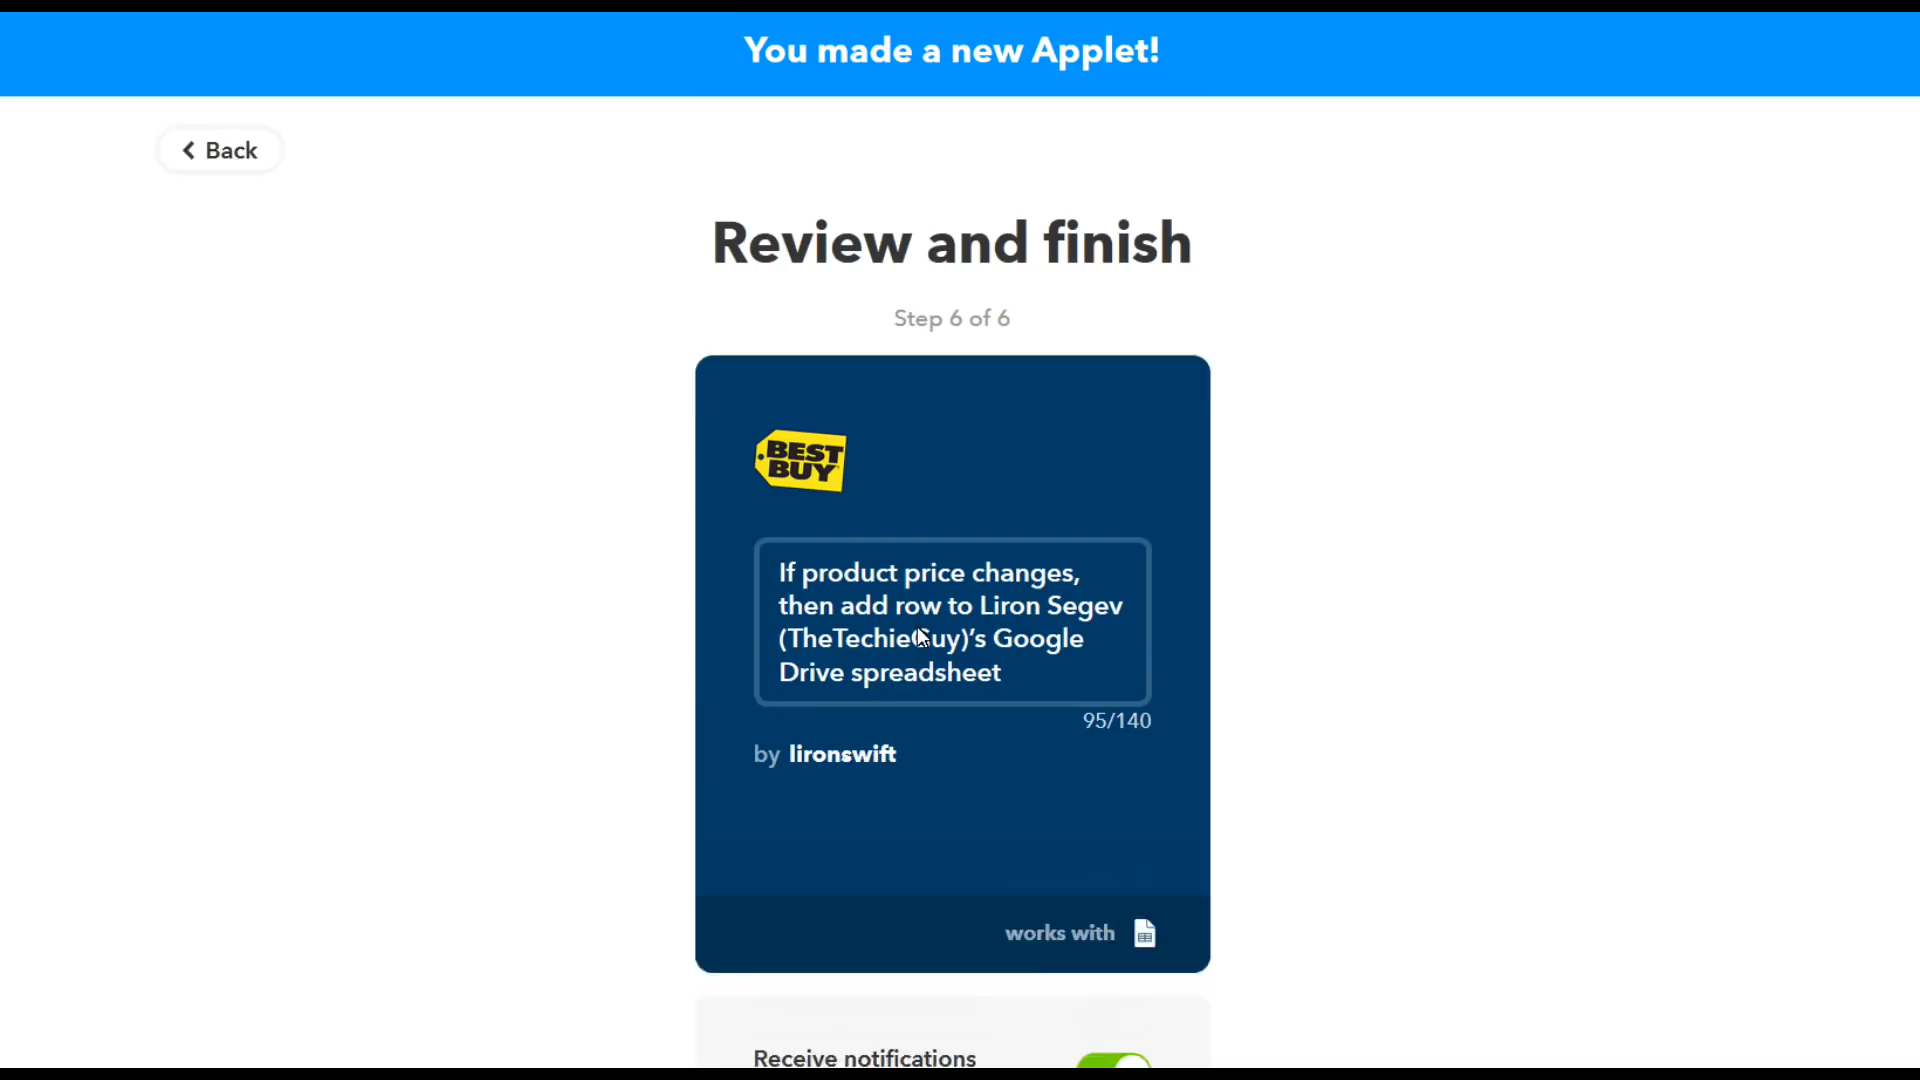 You made a new Applet!
Back
Review and finish
Step 6 of 6
BEST
BUY
If product price changes,
then add row to Liron Segev
(TheTechieGuy)’s Google
Drive spreadsheet
95/140
by lironswift
works with
Receive notifications